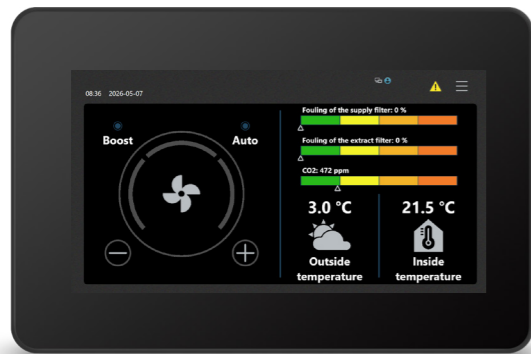 08:36 2026-05-07
Boost
Auto
Fouling of the supply filter: 0 %
Fouling of the extract filter: 0 %
CO2: 472 ppm
3.0 °C
21.5 °C
Outside
temperature
Inside
temperature